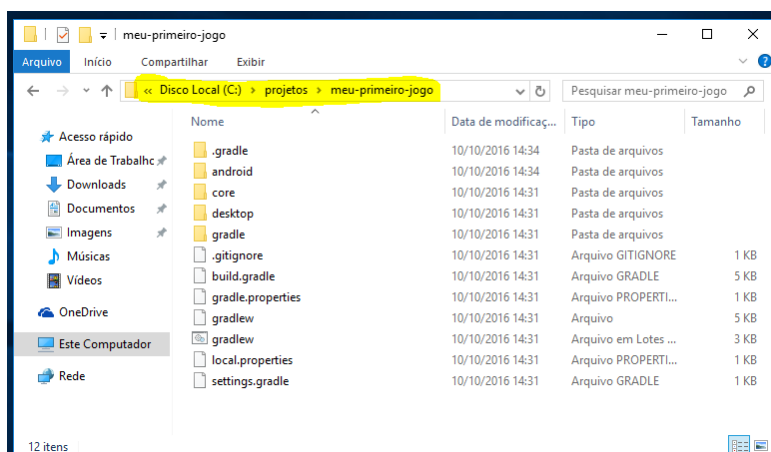 meu-primeiro-jogo
Arquivo Início Compartilhar Exibir
« Disco Local (C:) › projetos › meu-primeiro-jogo Pesquisar meu-primeiro-jogo
Nome Data de modificaç... Tipo Tamanho
Acesso rápido
Área de Trabalhc
Downloads
Documentos
Imagens
Músicas
Vídeos
OneDrive
Este Computador
Rede
.gradle 10/10/2016 14:34 Pasta de arquivos
android 10/10/2016 14:34 Pasta de arquivos
core 10/10/2016 14:31 Pasta de arquivos
desktop 10/10/2016 14:31 Pasta de arquivos
gradle 10/10/2016 14:31 Pasta de arquivos
.gitignore 10/10/2016 14:31 Arquivo GITIGNORE 1 KB
build.gradle 10/10/2016 14:31 Arquivo GRADLE 5 KB
gradle.properties 10/10/2016 14:31 Arquivo PROPERTI... 1 KB
gradlew 10/10/2016 14:31 Arquivo 5 KB
gradlew 10/10/2016 14:31 Arquivo em Lotes ... 3 KB
local.properties 10/10/2016 14:31 Arquivo PROPERTI... 1 KB
settings.gradle 10/10/2016 14:31 Arquivo GRADLE 1 KB
12 itens